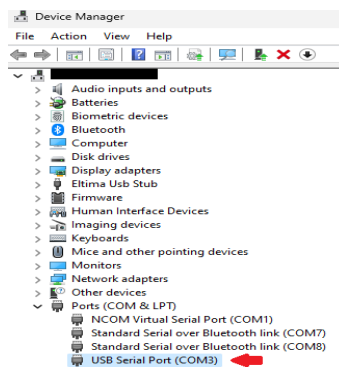 Device Manager
File Action View Help
Audio inputs and outputs
Batteries
Biometric devices
Bluetooth
Computer
Disk drives
Display adapters
Eltima Usb Stub
Firmware
Human Interface Devices
Imaging devices
Keyboards
Mice and other pointing devices
Monitors
Network adapters
Other devices
Ports (COM & LPT)
NCOM Virtual Serial Port (COM1)
Standard Serial over Bluetooth link (COM7)
Standard Serial over Bluetooth link (COM8)
USB Serial Port (COM3)